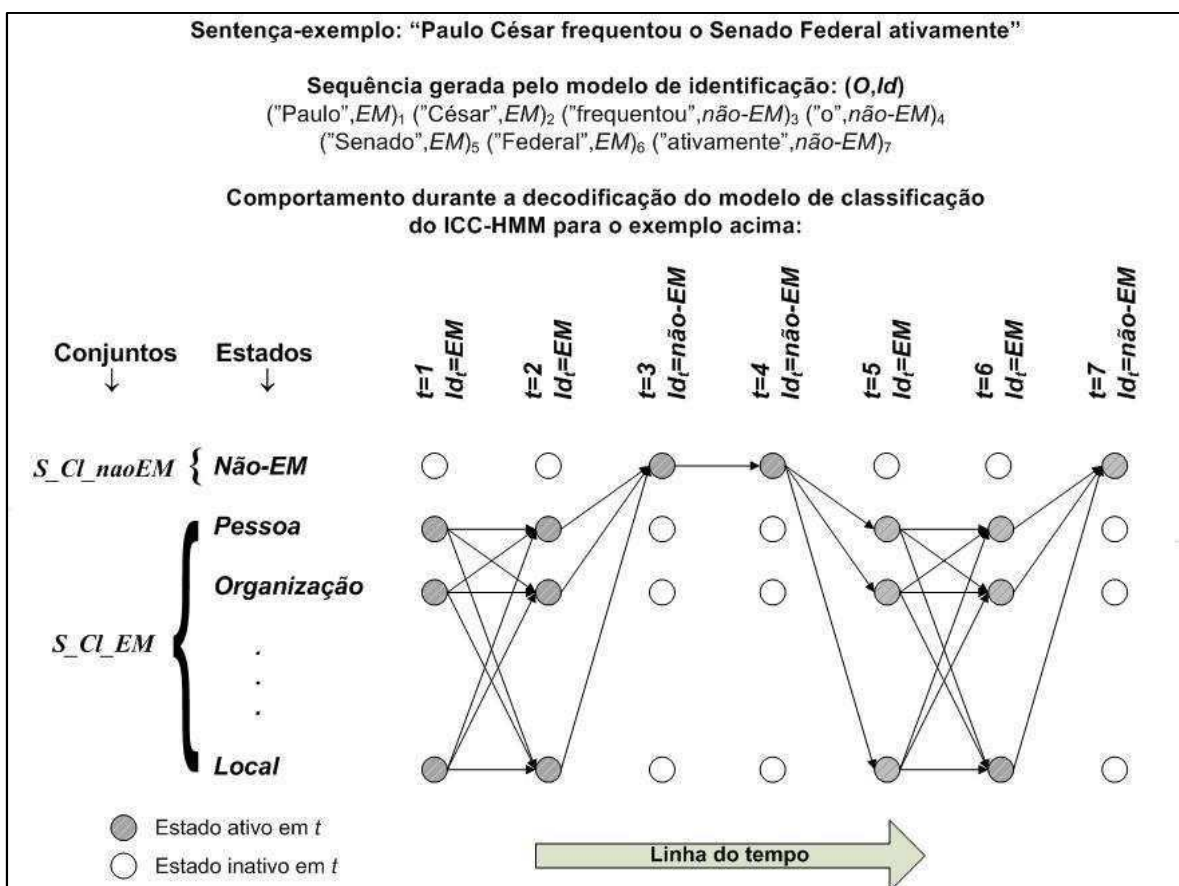 Sentença-exemplo: “Paulo César frequentou o Senado Federal ativamente”
Sequência gerada pelo modelo de identificação: (O,Id)
("Paulo",EM)₁ ("César",EM)₂ ("frequentou",não-EM)₃ ("o",não-EM)₄
("Senado",EM)₅ ("Federal",EM)₆ ("ativamente",não-EM)₇
Comportamento durante a decodificação do modelo de classificação
do ICC-HMM para o exemplo acima:
Conjuntos
↓
Estados
↓
t=1
Idₜ=EM
t=2
Idₜ=EM
t=3
Idₜ=não-EM
t=4
Idₜ=não-EM
t=5
Idₜ=EM
t=6
Idₜ=EM
t=7
Idₜ=não-EM
S_Cl_naoEM { Não-EM
Pessoa
Organização
S_Cl_EM {
.
.
.
Local
Estado ativo em t
Estado inativo em t
Linha do tempo